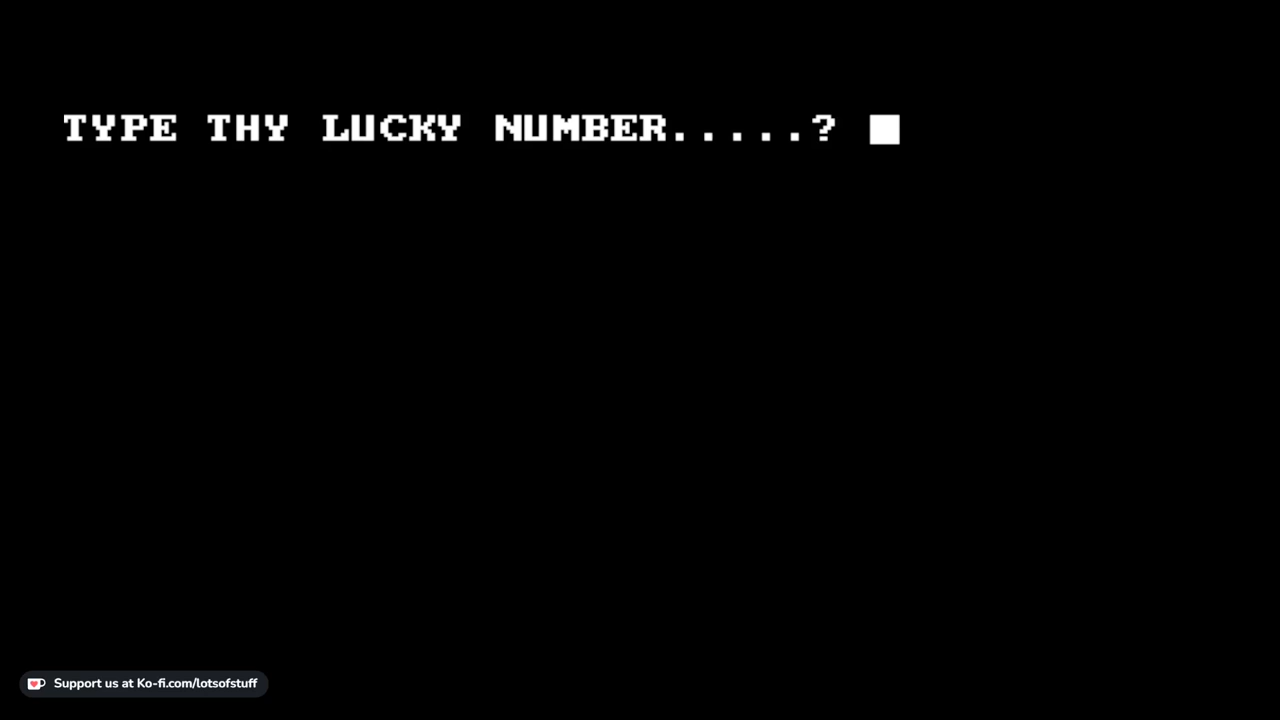 TYPE THY LUCKY NUMBER.....?
Support us at Ko-fi.com/lotsofstuff